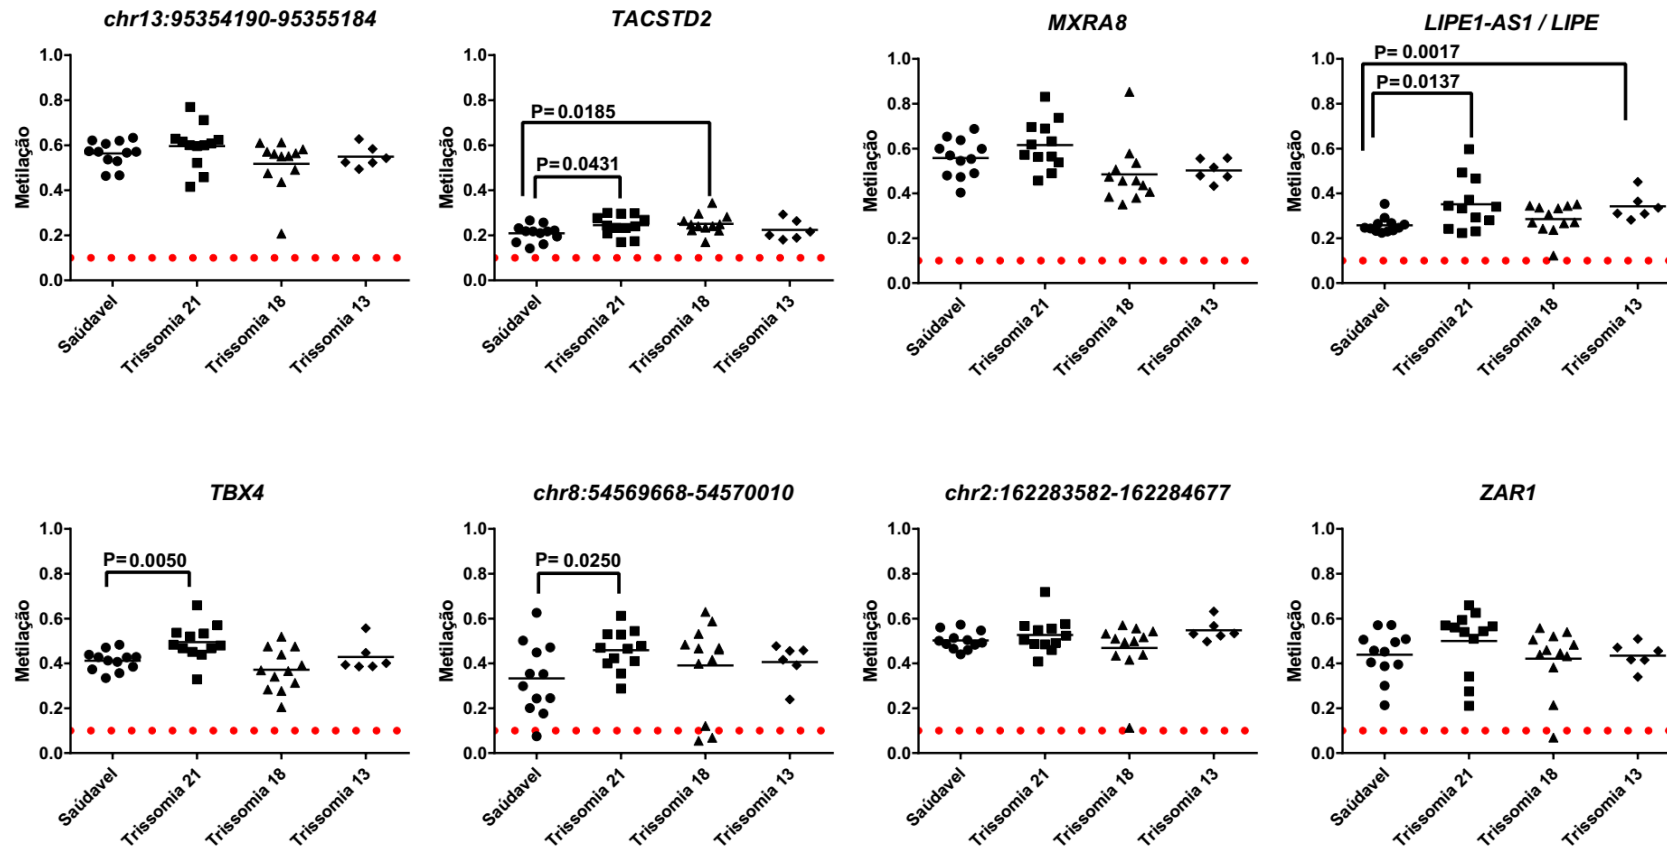 chr13:95354190-95355184
Metilação
1.0
0.8
0.6
0.4
0.2
0.0
Saúdavel
Trissomia 21
Trissomia 18
Trissomia 13
TACSTD2
Metilação
1.0
0.8
0.6
0.4
0.2
0.0
P= 0.0185
P= 0.0431
Saúdavel
Trissomia 21
Trissomia 18
Trissomia 13
MXRA8
Metilação
1.0
0.8
0.6
0.4
0.2
0.0
Saúdavel
Trissomia 21
Trissomia 18
Trissomia 13
LIPE1-AS1 / LIPE
Metilação
1.0
0.8
0.6
0.4
0.2
0.0
P= 0.0017
P= 0.0137
Saúdavel
Trissomia 21
Trissomia 18
Trissomia 13
TBX4
Metilação
1.0
0.8
0.6
0.4
0.2
0.0
P= 0.0050
Saúdavel
Trissomia 21
Trissomia 18
Trissomia 13
chr8:54569668-54570010
Metilação
1.0
0.8
0.6
0.4
0.2
0.0
P= 0.0250
Saúdavel
Trissomia 21
Trissomia 18
Trissomia 13
chr2:162283582-162284677
Metilação
1.0
0.8
0.6
0.4
0.2
0.0
Saúdavel
Trissomia 21
Trissomia 18
Trissomia 13
ZAR1
Metilação
1.0
0.8
0.6
0.4
0.2
0.0
Saúdavel
Trissomia 21
Trissomia 18
Trissomia 13